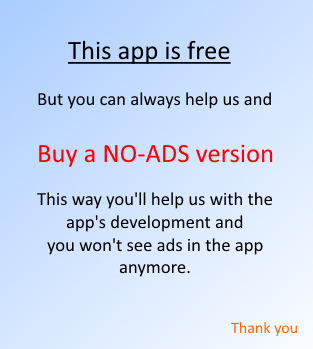 This app is free
But you can always help us and
Buy a NO-ADS version
This way you'll help us with the
app's development and
you won't see ads in the app
anymore.
Thank you